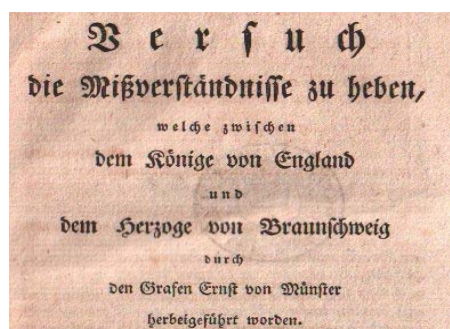 Verſuch
die Mißverſtändniſſe zu heben,
welche zwiſchen
dem Könige von England
und
dem Herzoge von Braunſchweig
durch
den Grafen Ernſt von Münſter
herbeigeführt worden.